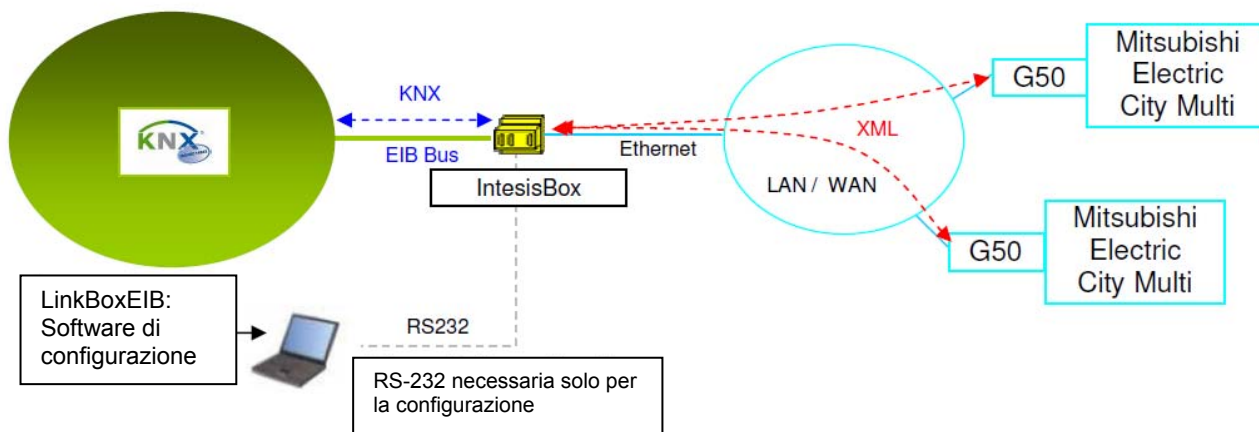 KNX
KNX
EIB Bus
IntesisBox
Ethernet
XML
LAN / WAN
G50
Mitsubishi
Electric
City Multi
G50
Mitsubishi
Electric
City Multi
LinkBoxEIB:
Software di
configurazione
RS232
RS-232 necessaria solo per
la configurazione